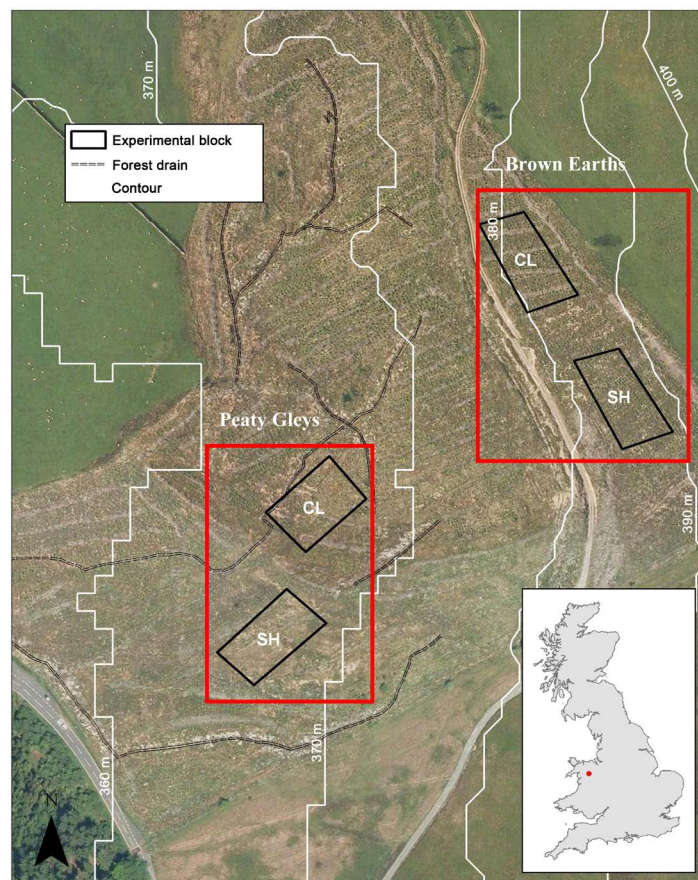 370 m
400 m
Experimental block
Forest drain
Contour
Brown Earths
380 m
CL
SH
Peaty Gleys
CL
SH
390 m
370 m
360 m
N